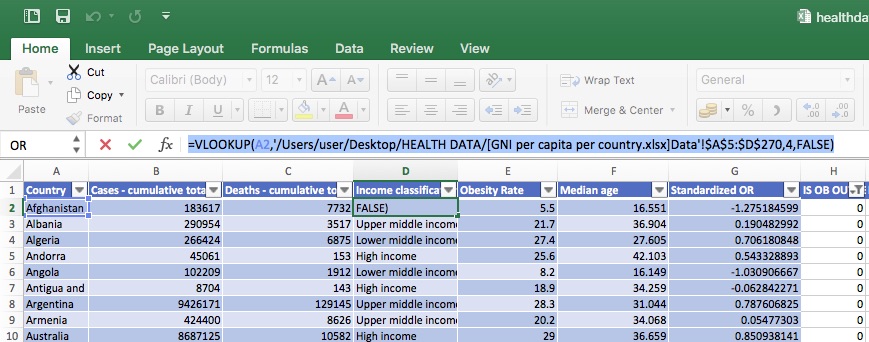 healthda
Home Insert Page Layout Formulas Data Review View
Paste Cut Copy Format Calibri (Body) 12 A A B I U A Wrap Text Merge & Center General % .0 .00 .00 .0
OR fx =VLOOKUP(A2,'/Users/user/Desktop/HEALTH DATA/[GNI per capita per country.xlsx]Data'!$A$5:$D$270,4,FALSE)
A B C D E F G H
1 Country Cases - cumulative tota Deaths - cumulative to Income classifica Obesity Rate Median age Standardized OR IS OB OU
2 Afghanistan 183617 7732 FALSE) 5.5 16.551 -1.275184599 0
3 Albania 290954 3517 Upper middle income 21.7 36.904 0.190482992 0
4 Algeria 266424 6875 Lower middle income 27.4 27.605 0.706180848 0
5 Andorra 45061 153 High income 25.6 42.103 0.543328893 0
6 Angola 102209 1912 Lower middle income 8.2 16.149 -1.030906667 0
7 Antigua and 8704 143 High income 18.9 34.259 -0.062842271 0
8 Argentina 9426171 129145 Upper middle income 28.3 31.044 0.787606825 0
9 Armenia 424400 8626 Upper middle income 20.2 34.068 0.05477303 0
10 Australia 8687125 10582 High income 29 36.659 0.850938141 0